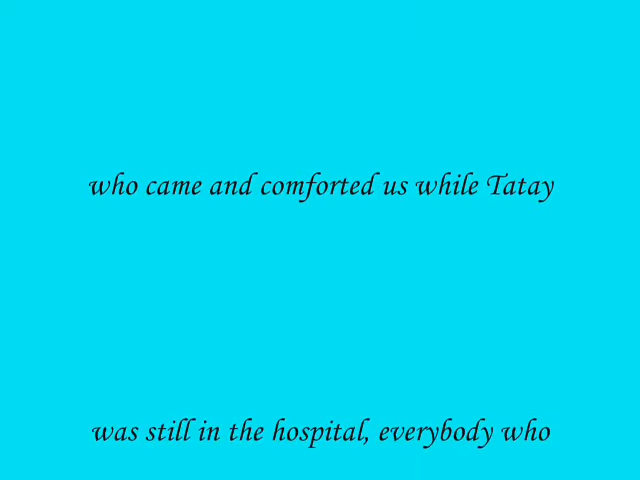 who came and comforted us while Tatay
was still in the hospital, everybody who